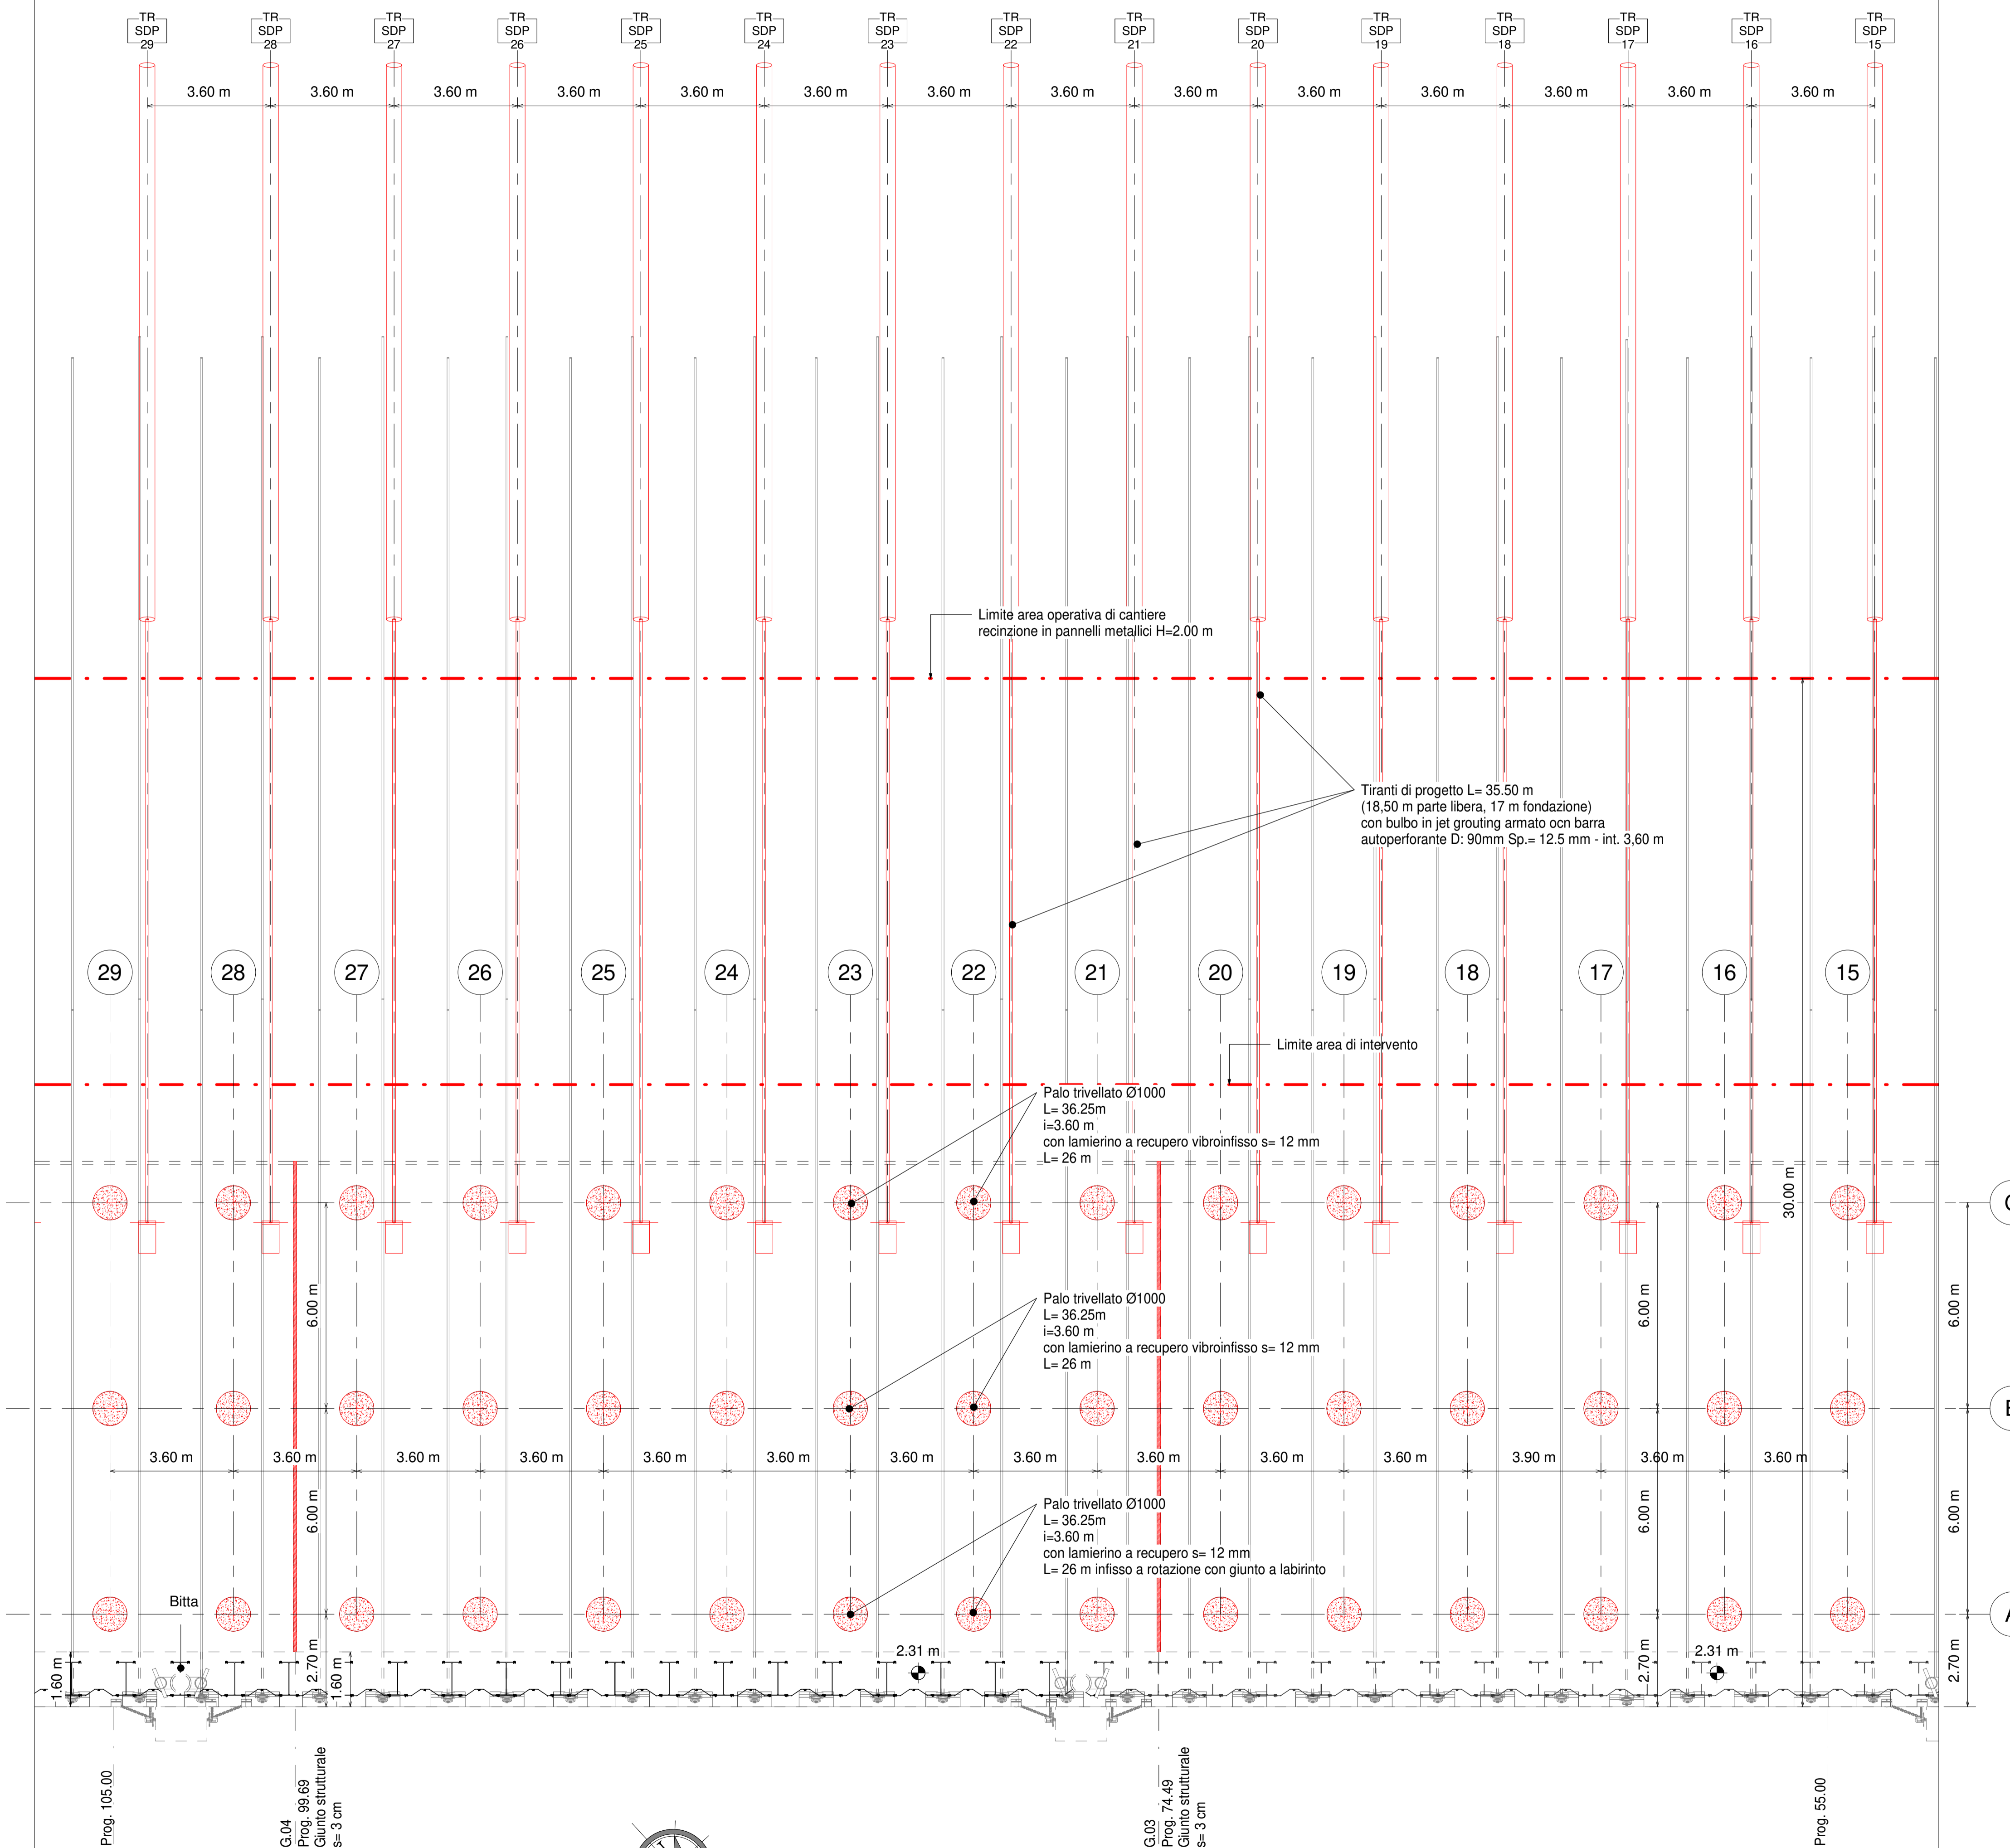 TR
SDP
29
TR
SDP
28
TR
SDP
27
TR
SDP
26
TR
SDP
25
TR
SDP
24
TR
SDP
23
TR
SDP
22
TR
SDP
21
TR
SDP
20
TR
SDP
19
TR
SDP
18
TR
SDP
17
TR
SDP
16
TR
SDP
15
3.60 m 3.60 m 3.60 m 3.60 m 3.60 m 3.60 m 3.60 m 3.60 m 3.60 m 3.60 m 3.60 m 3.60 m 3.60 m 3.60 m
Limite area operativa di cantiere
recinzione in pannelli metallici H=2.00 m
Tiranti di progetto L= 35.50 m
(18,50 m parte libera, 17 m fondazione)
con bulbo in jet grouting armato ocn barra
autoperforante D: 90mm Sp.= 12.5 mm - int. 3,60 m
29 28 27 26 25 24 23 22 21 20 19 18 17 16 15
Limite area di intervento
Palo trivellato Ø1000
L= 36.25m
i=3.60 m
con lamierino a recupero vibroinfisso s= 12 mm
L= 26 m
30.00 m
6.00 m
6.00 m
6.00 m
Palo trivellato Ø1000
L= 36.25m
i=3.60 m
con lamierino a recupero vibroinfisso s= 12 mm
L= 26 m
3.60 m 3.60 m 3.60 m 3.60 m 3.60 m 3.60 m 3.60 m 3.60 m 3.60 m 3.60 m 3.60 m 3.90 m 3.60 m 3.60 m
6.00 m
6.00 m
6.00 m
Palo trivellato Ø1000
L= 36.25m
i=3.60 m
con lamierino a recupero s= 12 mm
L= 26 m infisso a rotazione con giunto a labirinto
Bitta
1.60 m
2.70 m
1.60 m
2.31 m
2.70 m
2.31 m
2.70 m
Prog. 105.00
G.04
Prog. 99.69
Giunto strutturale
s= 3 cm
G.03
Prog. 74.49
Giunto strutturale
s= 3 cm
Prog. 55.00